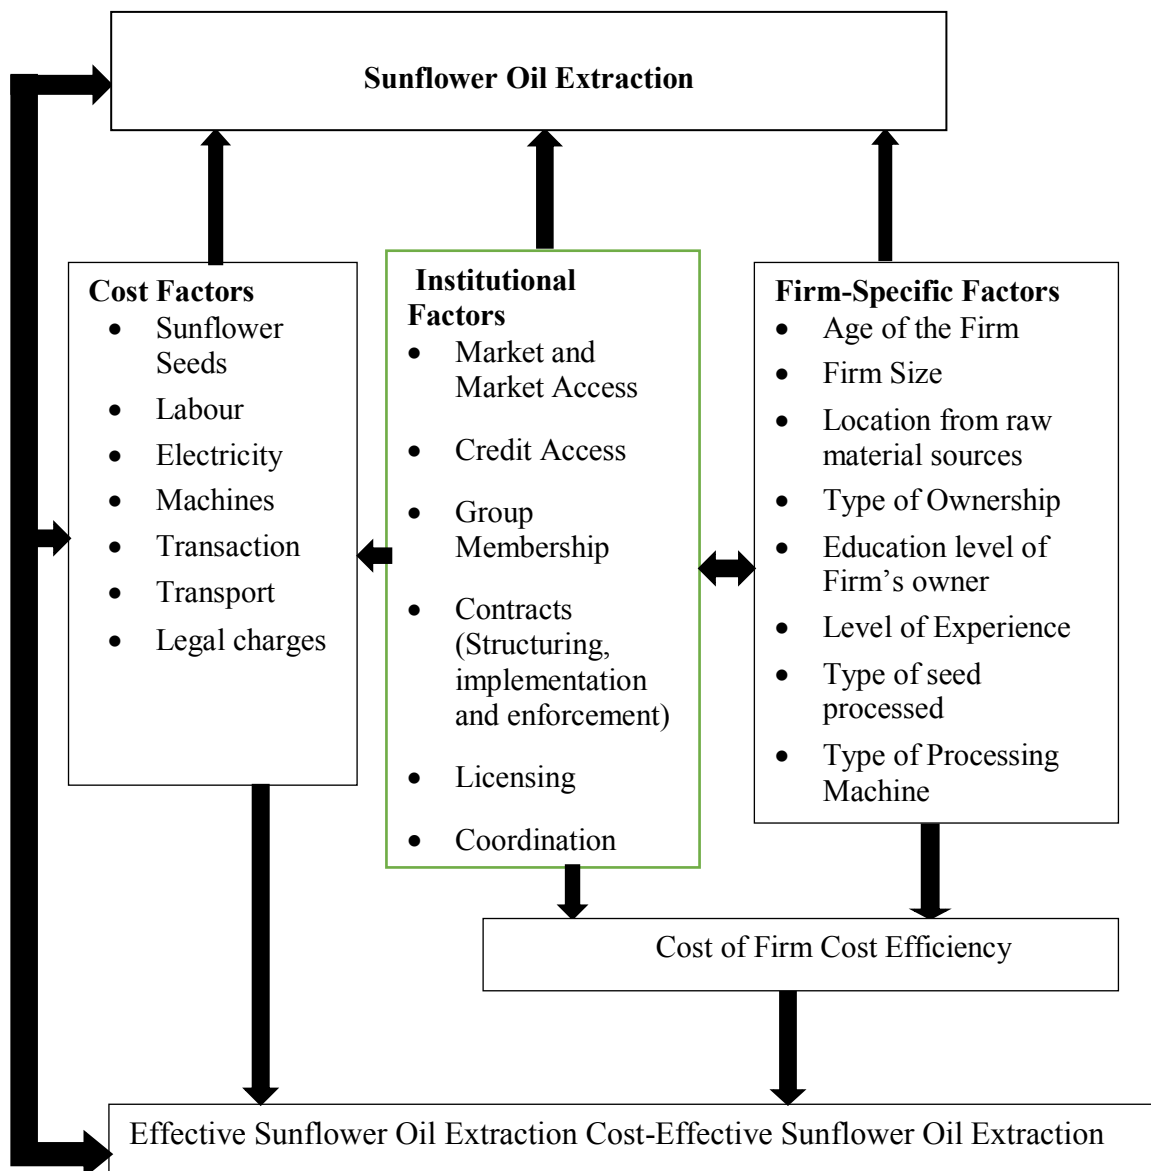 Sunflower Oil Extraction
Cost Factors
• Sunflower
Seeds
• Labour
• Electricity
• Machines
• Transaction
• Transport
• Legal charges
Institutional
Factors
• Market and
Market Access
• Credit Access
• Group
Membership
• Contracts
(Structuring,
implementation
and enforcement)
• Licensing
• Coordination
Firm-Specific Factors
• Age of the Firm
• Firm Size
• Location from raw
material sources
• Type of Ownership
• Education level of
Firm’s owner
• Level of Experience
• Type of seed
processed
• Type of Processing
Machine
Cost of Firm Cost Efficiency
Effective Sunflower Oil Extraction Cost-Effective Sunflower Oil Extraction